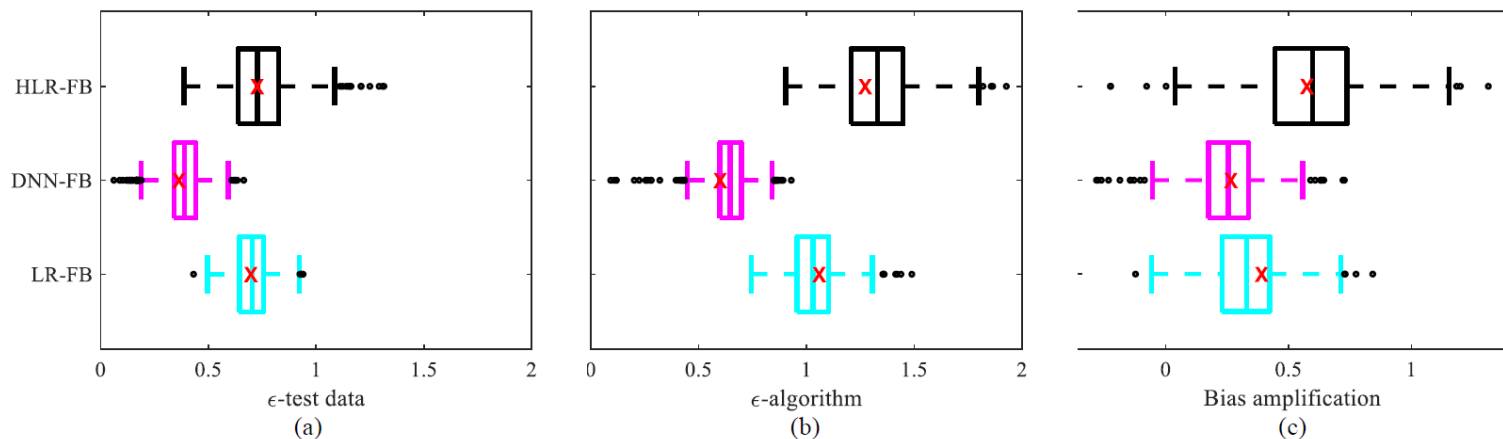 HLR-FB
DNN-FB
LR-FB
0 0.5 1 1.5 2
ϵ-test data
(a)
0 0.5 1 1.5 2
ϵ-algorithm
(b)
0 0.5 1
Bias amplification
(c)